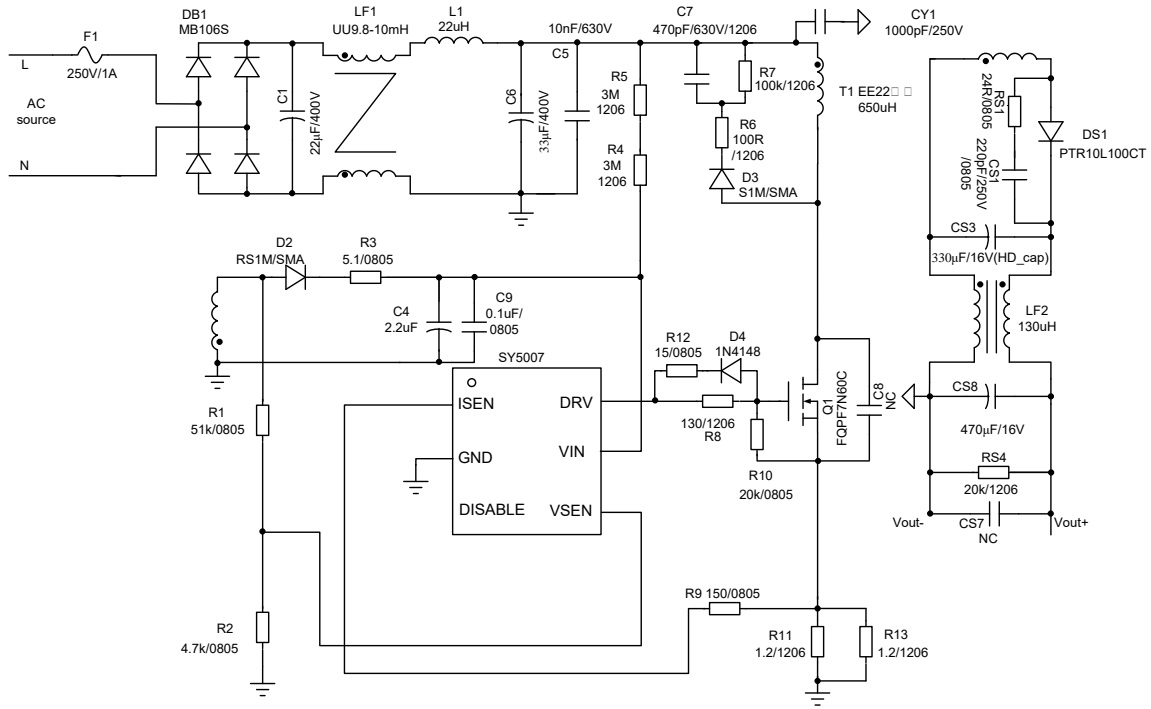 F1
250V/1A
L
AC
source
N
DB1
MB106S
LF1
UU9.8-10mH
L1
22uH
C1
22μF/400V
C6
33μF/400V
10nF/630V
C5
R5
3M
1206
R4
3M
1206
C7
470pF/630V/1206
R7
100k/1206
R6
100R
/1206
D3
S1M/SMA
CY1
1000pF/250V
T1 EE22□ □
650uH
RS1
24R/0805
CS1
220pF/250V
/0805
DS1
PTR10L100CT
CS3
330μF/16V(HD_cap)
LF2
130uH
CS8
470μF/16V
RS4
20k/1206
Vout-
CS7
NC
Vout+
D2
RS1M/SMA
R3
5.1/0805
C4
2.2uF
C9
0.1uF/
0805
SY5007
ISEN
DRV
GND
VIN
DISABLE
VSEN
R12
15/0805
D4
1N4148
130/1206
R8
R10
20k/0805
Q1
FQPF7N60C
C8
NC
R1
51k/0805
R2
4.7k/0805
R9 150/0805
R11
1.2/1206
R13
1.2/1206